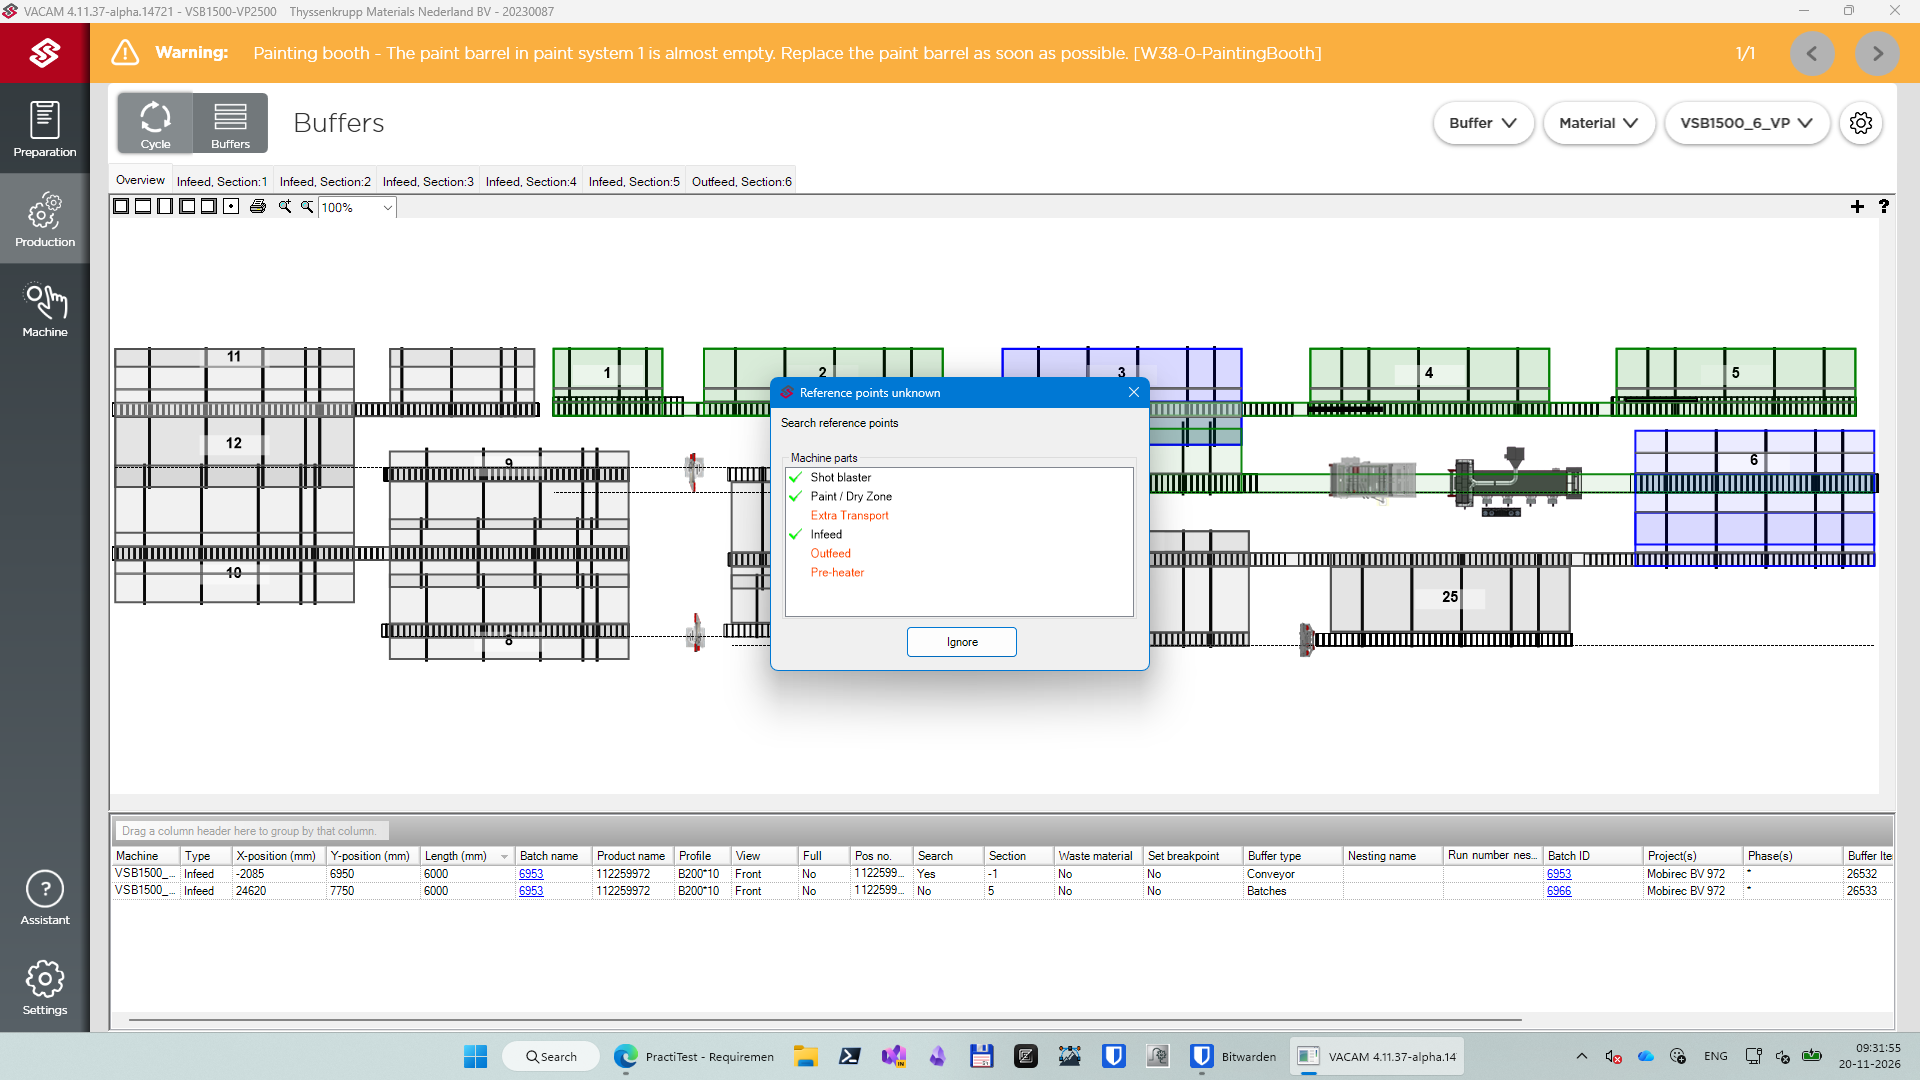 VACAM 4.11.37-alpha.14721 - VSB1500-VP2500 Thyssenkrupp Materials Nederland BV - 20230087
Warning: Painting booth - The paint barrel in paint system 1 is almost empty. Replace the paint barrel as soon as possible. [W38-0-PaintingBooth] 1/1
Preparation
Production
Machine
Assistant
Settings
Cycle
Buffers
Buffers
Buffer
Material
VSB1500_6_VP
Overview Infeed, Section:1 Infeed, Section:2 Infeed, Section:3 Infeed, Section:4 Infeed, Section:5 Outfeed, Section:6
100%
+ ?
11
1
2
3
4
5
12
9
6
10
8
25
Reference points unknown
Search reference points
Machine parts
Shot blaster
Paint / Dry Zone
Extra Transport
Infeed
Outfeed
Pre-heater
Ignore
Drag a column header here to group by that column.
Machine Type X-position (mm) Y-position (mm) Length (mm) Batch name Product name Profile View Full Pos no. Search Section Waste material Set breakpoint Buffer type Nesting name Run number nes... Batch ID Project(s) Phase(s) Buffer Ite
VSB1500_... Infeed -2085 6950 6000 6953 112259972 B200*10 Front No 1122599... Yes -1 No No Conveyor 6953 Mobirec BV 972 * 26532
VSB1500_... Infeed 24620 7750 6000 6953 112259972 B200*10 Front No 1122599... No 5 No No Batches 6966 Mobirec BV 972 * 26533
Search
PractiTest - Requiremen
Bitwarden
VACAM 4.11.37-alpha.14
ENG
09:31:55
20-11-2026